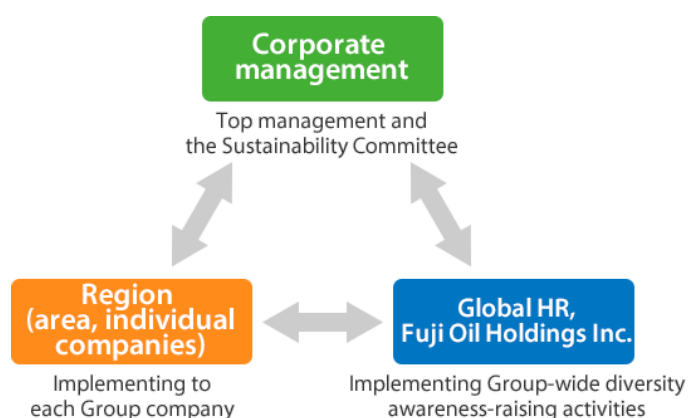 Corporate
management
Top management and
the Sustainability Committee
Region
(area, individual
companies)
Implementing to
each Group company
Global HR,
Fuji Oil Holdings Inc.
Implementing Group-wide diversity
awareness-raising activities